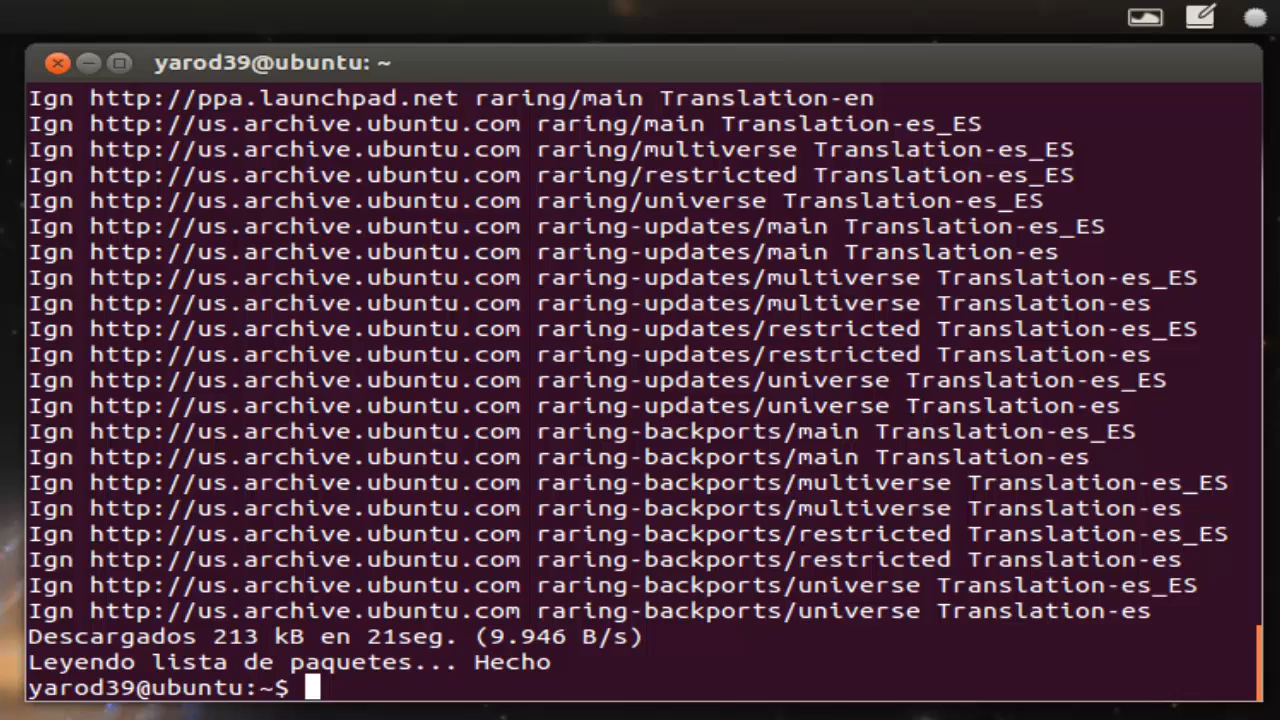 yarod39@ubuntu: ~
Ign http://ppa.launchpad.net raring/main Translation-en
Ign http://us.archive.ubuntu.com raring/main Translation-es_ES
Ign http://us.archive.ubuntu.com raring/multiverse Translation-es_ES
Ign http://us.archive.ubuntu.com raring/restricted Translation-es_ES
Ign http://us.archive.ubuntu.com raring/universe Translation-es_ES
Ign http://us.archive.ubuntu.com raring-updates/main Translation-es_ES
Ign http://us.archive.ubuntu.com raring-updates/main Translation-es
Ign http://us.archive.ubuntu.com raring-updates/multiverse Translation-es_ES
Ign http://us.archive.ubuntu.com raring-updates/multiverse Translation-es
Ign http://us.archive.ubuntu.com raring-updates/restricted Translation-es_ES
Ign http://us.archive.ubuntu.com raring-updates/restricted Translation-es
Ign http://us.archive.ubuntu.com raring-updates/universe Translation-es_ES
Ign http://us.archive.ubuntu.com raring-updates/universe Translation-es
Ign http://us.archive.ubuntu.com raring-backports/main Translation-es_ES
Ign http://us.archive.ubuntu.com raring-backports/main Translation-es
Ign http://us.archive.ubuntu.com raring-backports/multiverse Translation-es_ES
Ign http://us.archive.ubuntu.com raring-backports/multiverse Translation-es
Ign http://us.archive.ubuntu.com raring-backports/restricted Translation-es_ES
Ign http://us.archive.ubuntu.com raring-backports/restricted Translation-es
Ign http://us.archive.ubuntu.com raring-backports/universe Translation-es_ES
Ign http://us.archive.ubuntu.com raring-backports/universe Translation-es
Descargados 213 kB en 21seg. (9.946 B/s)
Leyendo lista de paquetes... Hecho
yarod39@ubuntu:~$